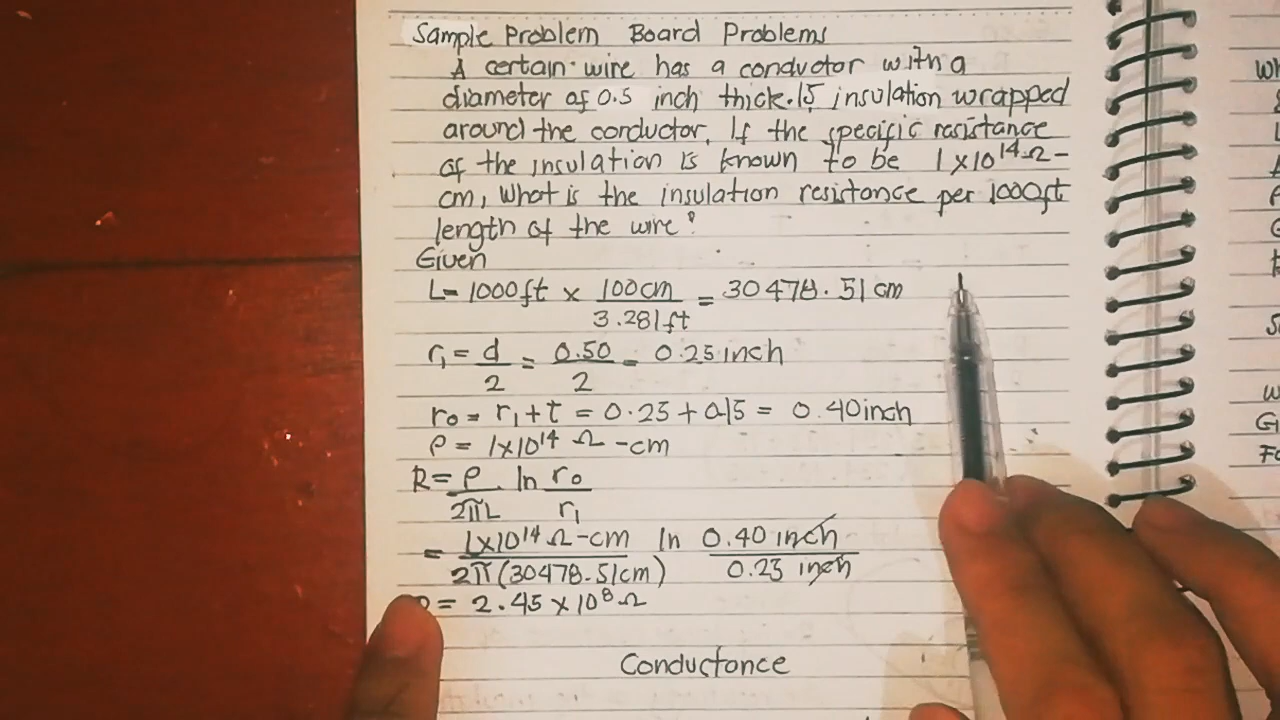 Sample Problem Board Problems
A certain wire has a conductor with a
diameter of 0.5 inch thick .15 insulation wrapped
around the conductor. If the specific resistance
of the insulation is known to be 1x10¹⁴Ω-
cm, What is the insulation resistance per 1000ft
length of the wire?
Given
L= 1000ft x 100cm / 3.281ft = 30478.51 cm
r₁ = d/2 = 0.50/2 = 0.25 inch
r₀ = r₁+t = 0.25 + 0.15 = 0.40 inch
ρ = 1x10¹⁴ Ω-cm
R = ρ/2πL ln r₀/r₁
= 1x10¹⁴ Ω-cm / 2π(30478.51cm) ln 0.40 inch / 0.25 inch
= 2.45 x 10⁸ Ω
Conductance